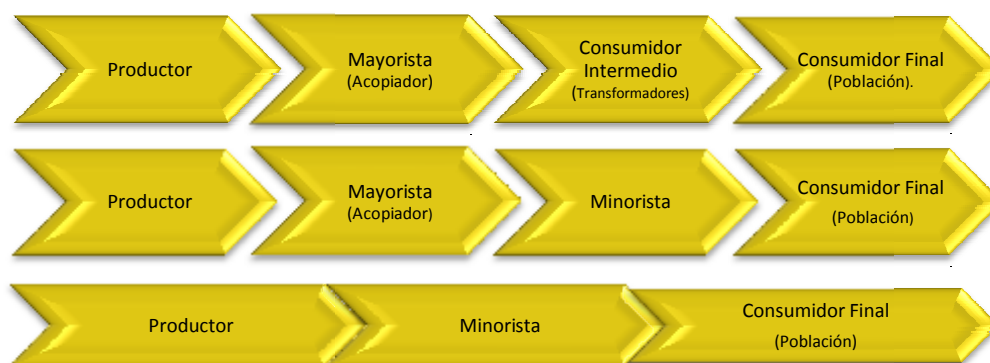 Productor
Mayorista
(Acopiador)
Consumidor
Intermedio
(Transformadores)
Consumidor Final
(Población).
Productor
Mayorista
(Acopiador)
Minorista
Consumidor Final
(Población)
Productor
Minorista
Consumidor Final
(Población)